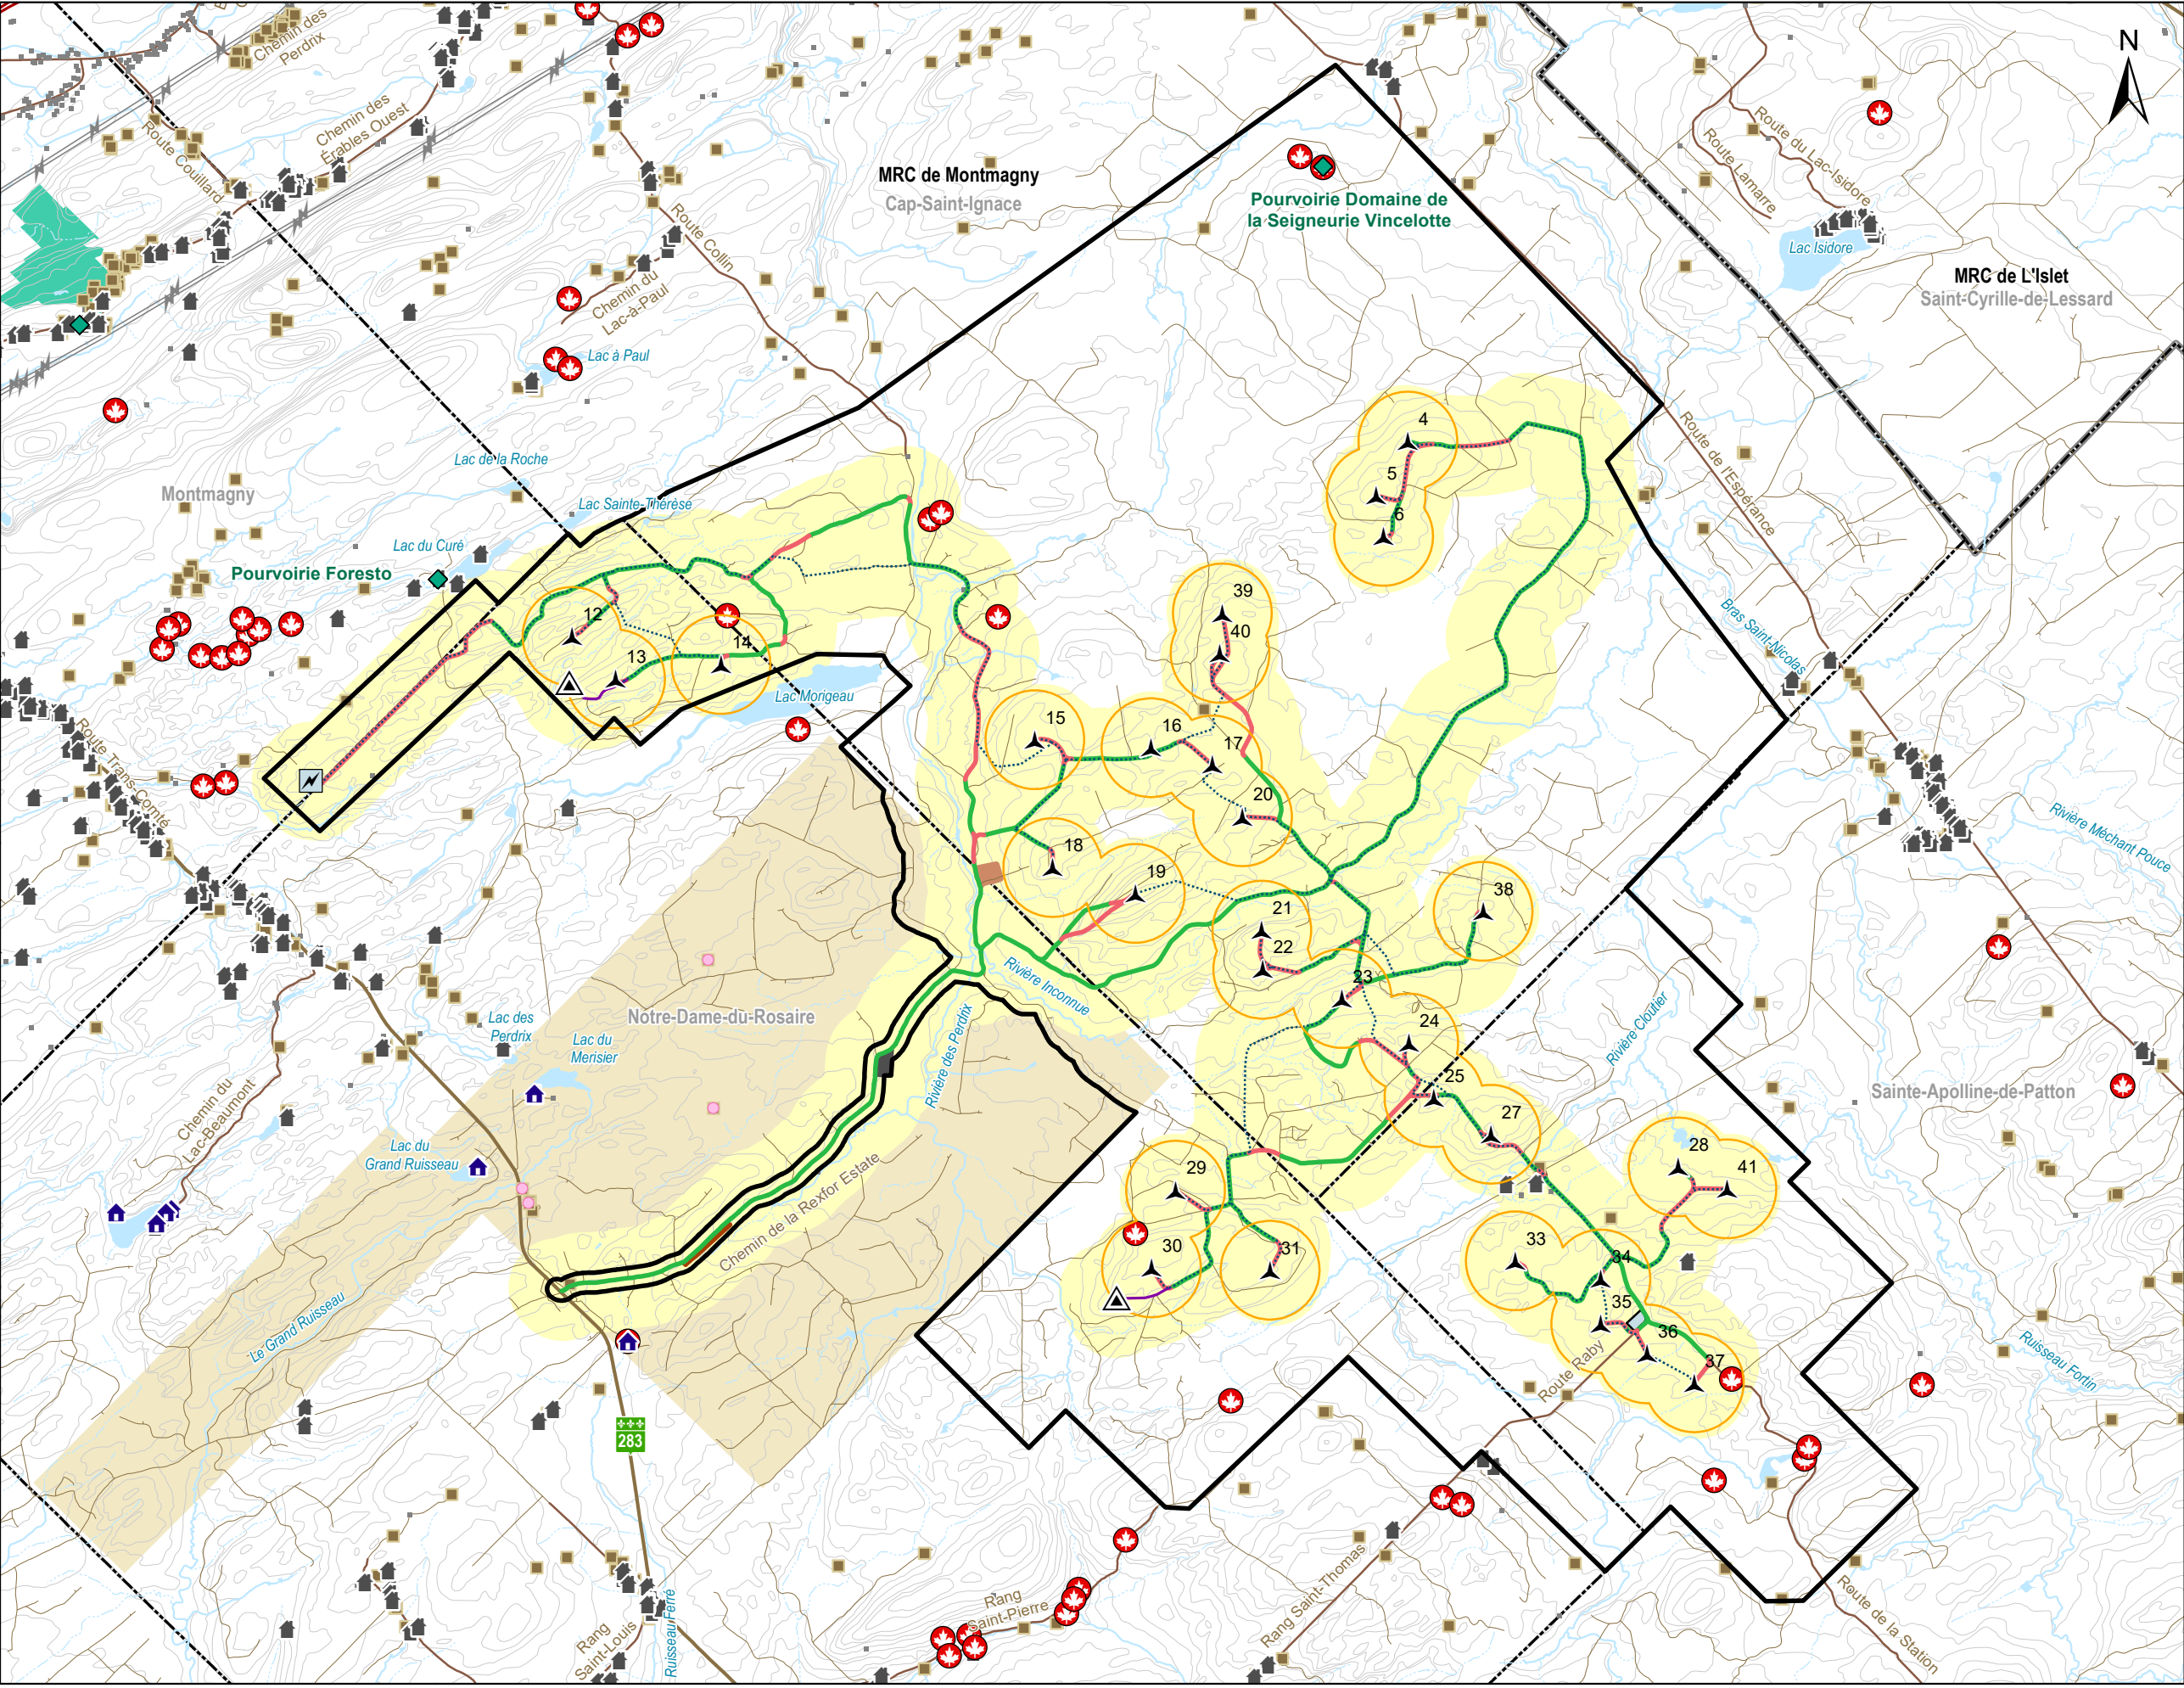 Chemin des
Perdrix
N
Chemin des
Érables Ouest
Route Couillard
MRC de Montmagny
Cap-Saint-Ignace
Pourvoirie Domaine de
la Seigneurie Vincelotte
Route du Lac-Isidore
Route Lamarre
Lac Isidore
MRC de L'Islet
Saint-Cyrille-de-Lessard
Route Collin
Chemin du
Lac-à-Paul
Lac à Paul
Lac de la Roche
Montmagny
Lac Sainte-Thérèse
Lac du Curé
Pourvoirie Foresto
Route de l'Espérance
4
5
6
39
40
12
13
14
Lac Morigeau
Bras Saint-Nicolas
15
16
17
20
Route Trans-Comté
Rivière Méchant Pouce
18
19
38
21
22
23
Rivière Inconnue
Lac des
Perdrix
Lac du
Merisier
Notre-Dame-du-Rosaire
Rivière des Perdrix
24
25
27
Rivière Cloutier
Sainte-Apolline-de-Patton
Chemin du
Lac-Beaumont
Lac du
Grand Ruisseau
Chemin de la Rexfor Estate
28
41
29
30
31
33
34
35
36
37
Le Grand Ruisseau
Route Raby
Ruisseau Fortin
283
Rang
Saint-Louis
Ruisseau Ferré
Rang
Saint-Pierre
Rang Saint-Thomas
Route de la Station